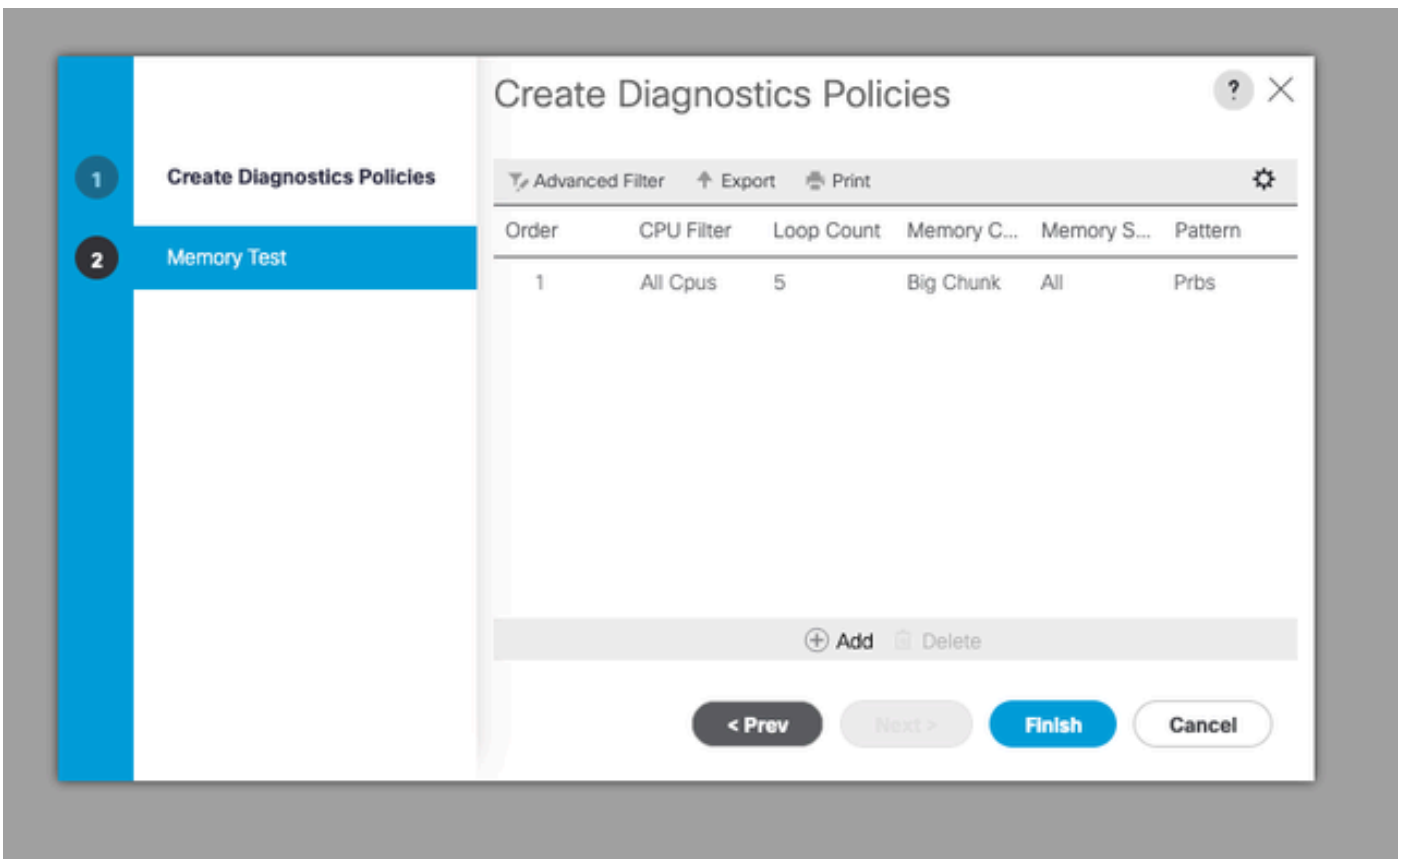 Create Diagnostics Policies
?
1
Create Diagnostics Policies
2
Memory Test
Advanced Filter Export Print
Order CPU Filter Loop Count Memory C... Memory S... Pattern
1 All Cpus 5 Big Chunk All Prbs
Add Delete
< Prev Next > Finish Cancel